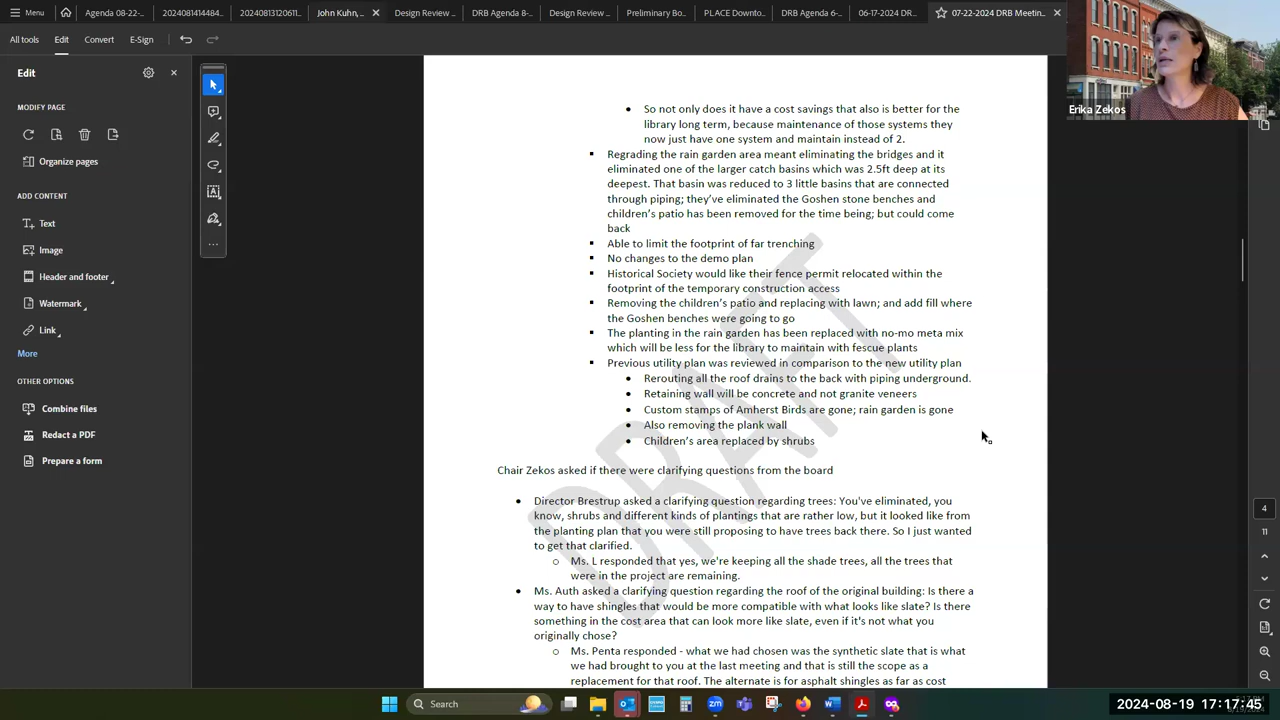 Menu
Agenda 08-22-...
2024081414484...
20240813120611...
John Kuhn, ...
Design Review ...
DRB Agenda 8-...
Design Review ...
Preliminary Bo...
PLACE Downto...
DRB Agenda 6-...
06-17-2024 DR...
07-22-2024 DRB Meetin...
All tools
Edit
Convert
E-Sign
Erika Zekos
Edit
MODIFY PAGE
Organize pages
ADD CONTENT
Text
Image
Header and footer
Watermark
Link
More
OTHER OPTIONS
Combine files
Redact a PDF
Prepare a form
DRAFT
• So not only does it have a cost savings that also is better for the
library long term, because maintenance of those systems they
now just have one system and maintain instead of 2.
▪ Regrading the rain garden area meant eliminating the bridges and it
eliminated one of the larger catch basins which was 2.5ft deep at its
deepest. That basin was reduced to 3 little basins that are connected
through piping; they've eliminated the Goshen stone benches and
children's patio has been removed for the time being; but could come
back
▪ Able to limit the footprint of far trenching
▪ No changes to the demo plan
▪ Historical Society would like their fence permit relocated within the
footprint of the temporary construction access
▪ Removing the children's patio and replacing with lawn; and add fill where
the Goshen benches were going to go
▪ The planting in the rain garden has been replaced with no-mo meta mix
which will be less for the library to maintain with fescue plants
▪ Previous utility plan was reviewed in comparison to the new utility plan
• Rerouting all the roof drains to the back with piping underground.
• Retaining wall will be concrete and not granite veneers
• Custom stamps of Amherst Birds are gone; rain garden is gone
• Also removing the plank wall
• Children's area replaced by shrubs
Chair Zekos asked if there were clarifying questions from the board
• Director Brestrup asked a clarifying question regarding trees: You've eliminated, you
know, shrubs and different kinds of plantings that are rather low, but it looked like from
the planting plan that you were still proposing to have trees back there. So I just wanted
to get that clarified.
○ Ms. L responded that yes, we're keeping all the shade trees, all the trees that
were in the project are remaining.
• Ms. Auth asked a clarifying question regarding the roof of the original building: Is there a
way to have shingles that would be more compatible with what looks like slate? Is there
something in the cost area that can look more like slate, even if it's not what you
originally chose?
○ Ms. Penta responded - what we had chosen was the synthetic slate that is what
we had brought to you at the last meeting and that is still the scope as a
replacement for that roof. The alternate is for asphalt shingles as far as cost
4
11
Search
2024-08-19 17:17:45